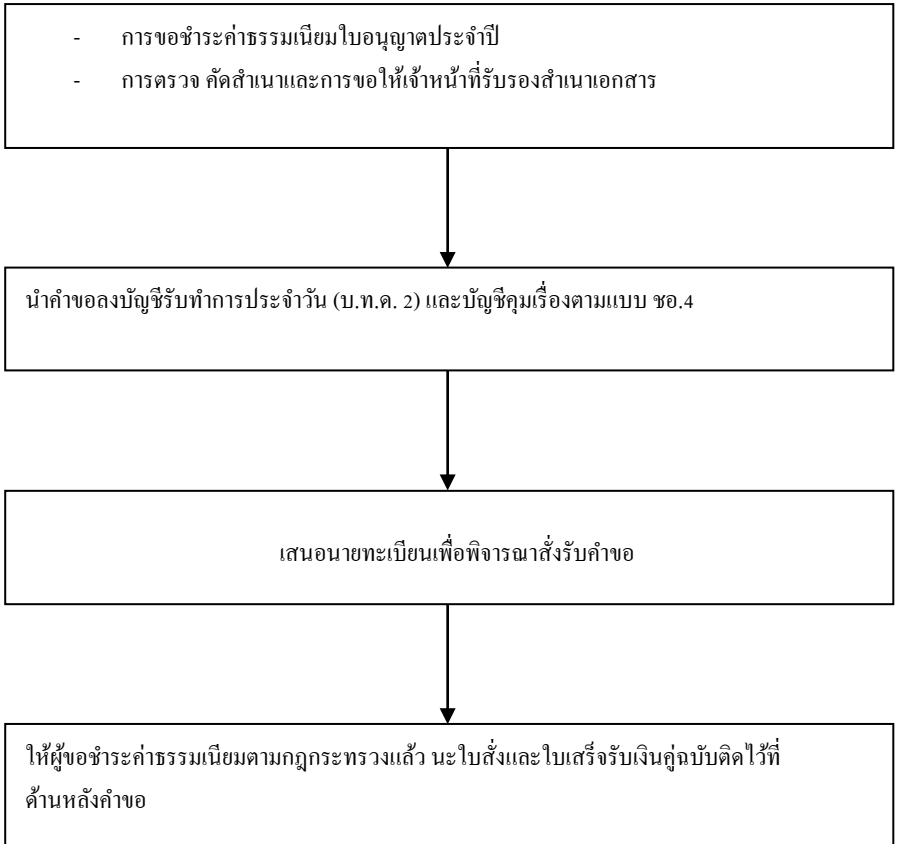 - การขอชำระค่าธรรมเนียมใบอนุญาตประจำปี
- การตรวจ คัดสำเนาและการขอให้เจ้าหน้าที่รับรองสำเนาเอกสาร
นำคำขอลงบัญชีรับทำการประจำวัน (บ.ท.ด. 2) และบัญชีคุมเรื่องตามแบบ ชอ.4
เสนอนายทะเบียนเพื่อพิจารณาสั่งรับคำขอ
ให้ผู้ขอชำระค่าธรรมเนียมตามกฎกระทรวงแล้ว นะใบสั่งและใบเสร็จรับเงินคู่ฉบับติดไว้ที่
ด้านหลังคำขอ